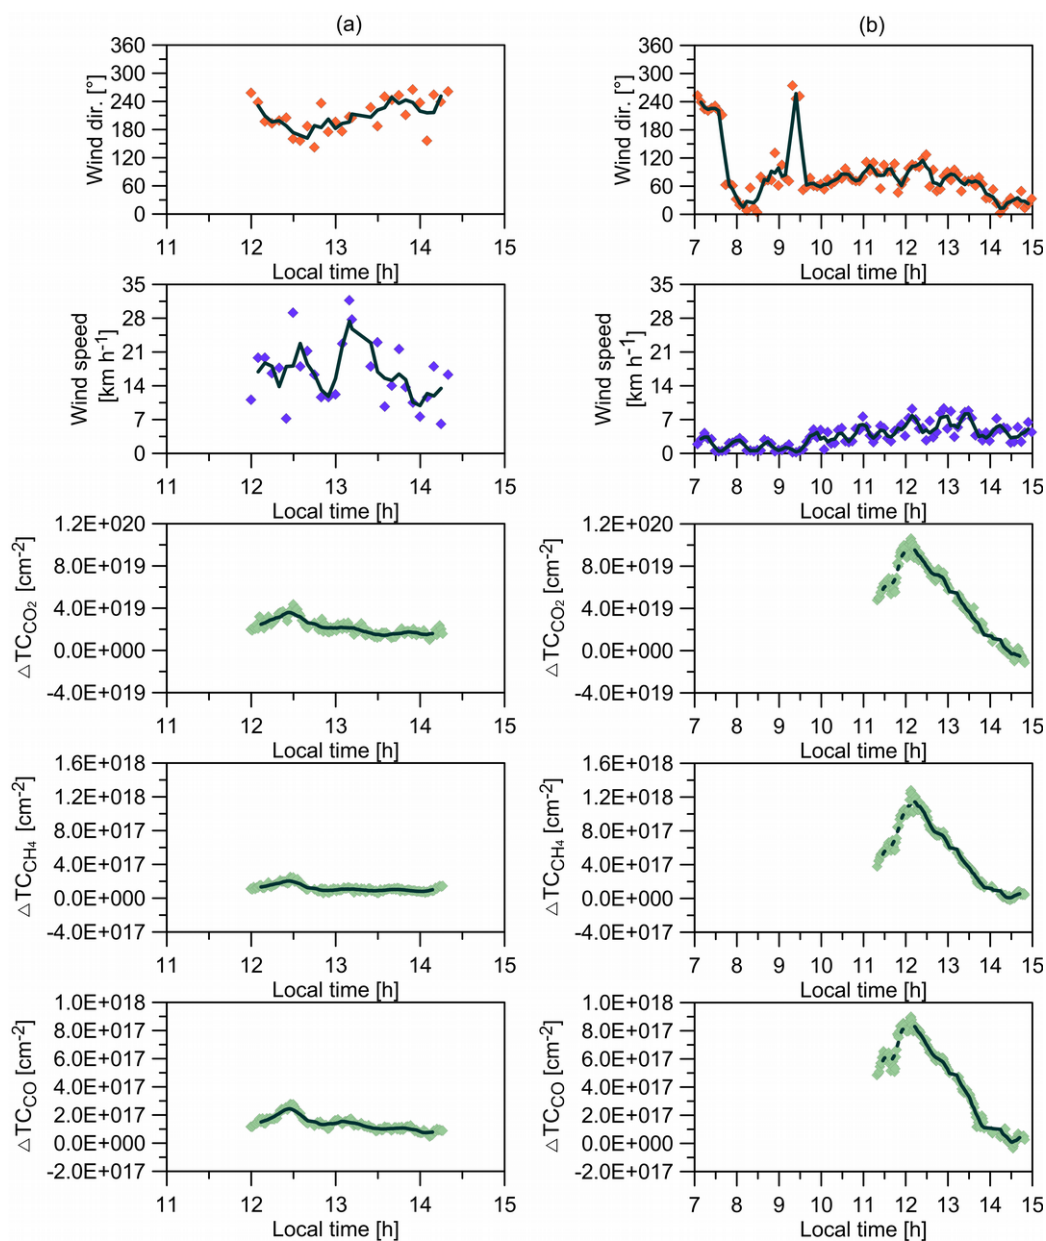 (a)
360
300
240
180
120
60
0
Wind dir. [°]
11 12 13 14 15
Local time [h]
35
28
21
14
7
0
Wind speed
[km h⁻¹]
11 12 13 14 15
Local time [h]
1.2E+020
8.0E+019
4.0E+019
0.0E+000
-4.0E+019
△TC_CO₂ [cm⁻²]
11 12 13 14 15
Local time [h]
1.6E+018
1.2E+018
8.0E+017
4.0E+017
0.0E+000
-4.0E+017
△TC_CH₄ [cm⁻²]
11 12 13 14 15
Local time [h]
1.0E+018
8.0E+017
6.0E+017
4.0E+017
2.0E+017
0.0E+000
-2.0E+017
△TC_CO [cm⁻²]
11 12 13 14 15
Local time [h]
(b)
360
300
240
180
120
60
0
Wind dir. [°]
7 8 9 10 11 12 13 14 15
Local time [h]
35
28
21
14
7
0
Wind speed
[km h⁻¹]
7 8 9 10 11 12 13 14 15
Local time [h]
1.2E+020
8.0E+019
4.0E+019
0.0E+000
-4.0E+019
△TC_CO₂ [cm⁻²]
7 8 9 10 11 12 13 14 15
Local time [h]
1.6E+018
1.2E+018
8.0E+017
4.0E+017
0.0E+000
-4.0E+017
△TC_CH₄ [cm⁻²]
7 8 9 10 11 12 13 14 15
Local time [h]
1.0E+018
8.0E+017
6.0E+017
4.0E+017
2.0E+017
0.0E+000
-2.0E+017
△TC_CO [cm⁻²]
7 8 9 10 11 12 13 14 15
Local time [h]